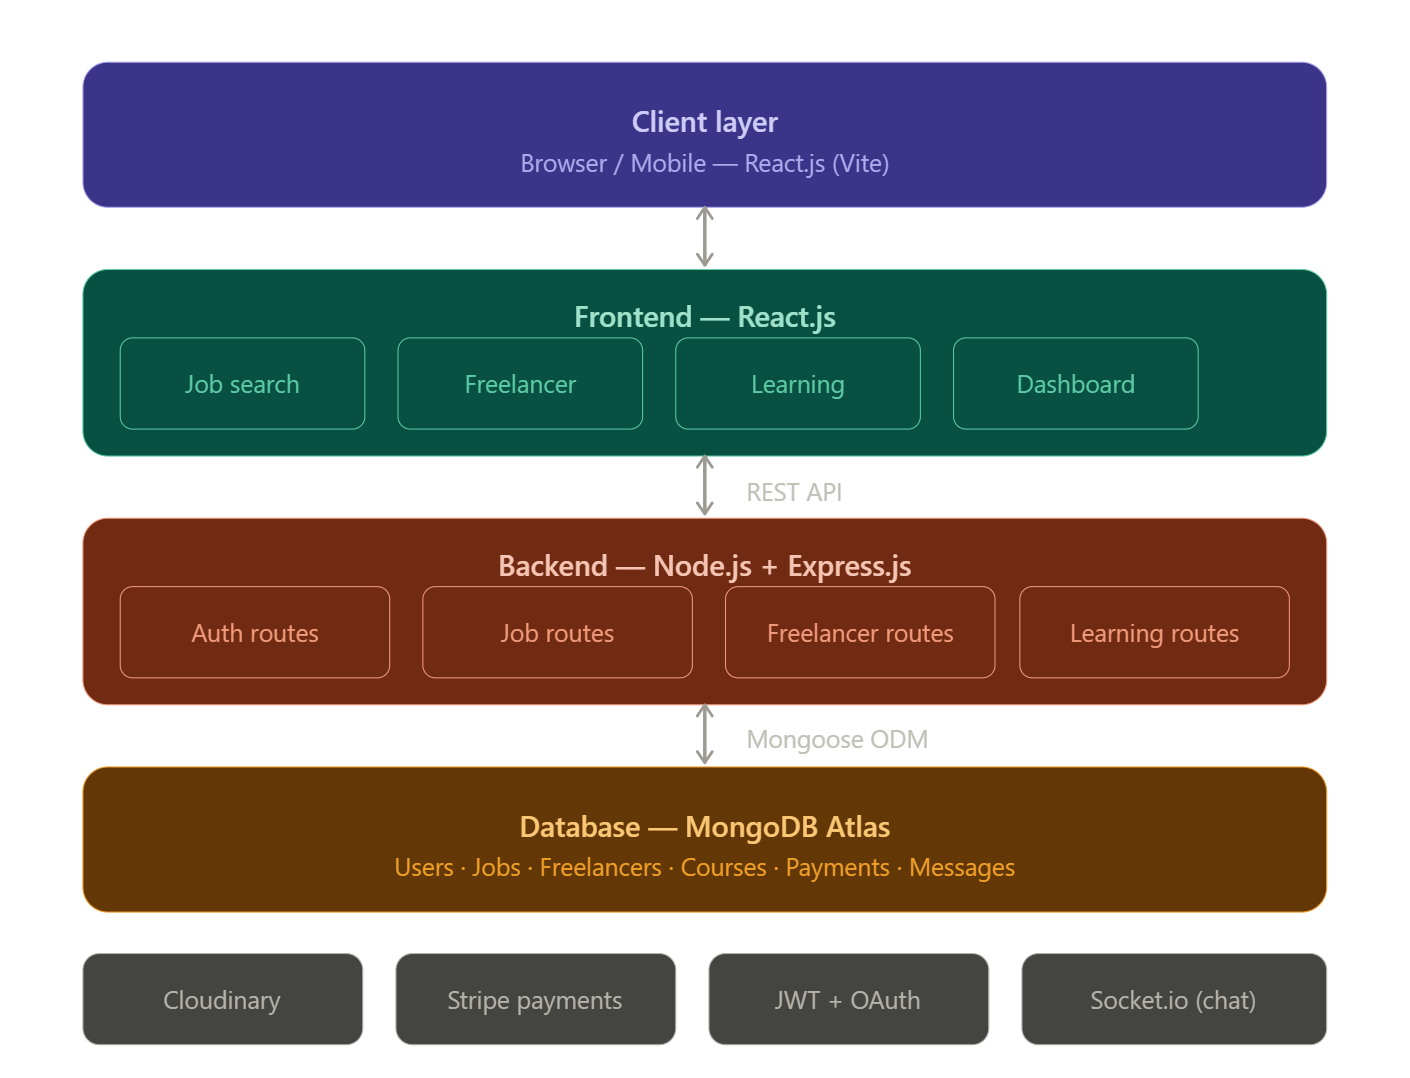 Client layer
Browser / Mobile — React.js (Vite)
Frontend — React.js
Job search
Freelancer
Learning
Dashboard
REST API
Backend — Node.js + Express.js
Auth routes
Job routes
Freelancer routes
Learning routes
Mongoose ODM
Database — MongoDB Atlas
Users · Jobs · Freelancers · Courses · Payments · Messages
Cloudinary
Stripe payments
JWT + OAuth
Socket.io (chat)